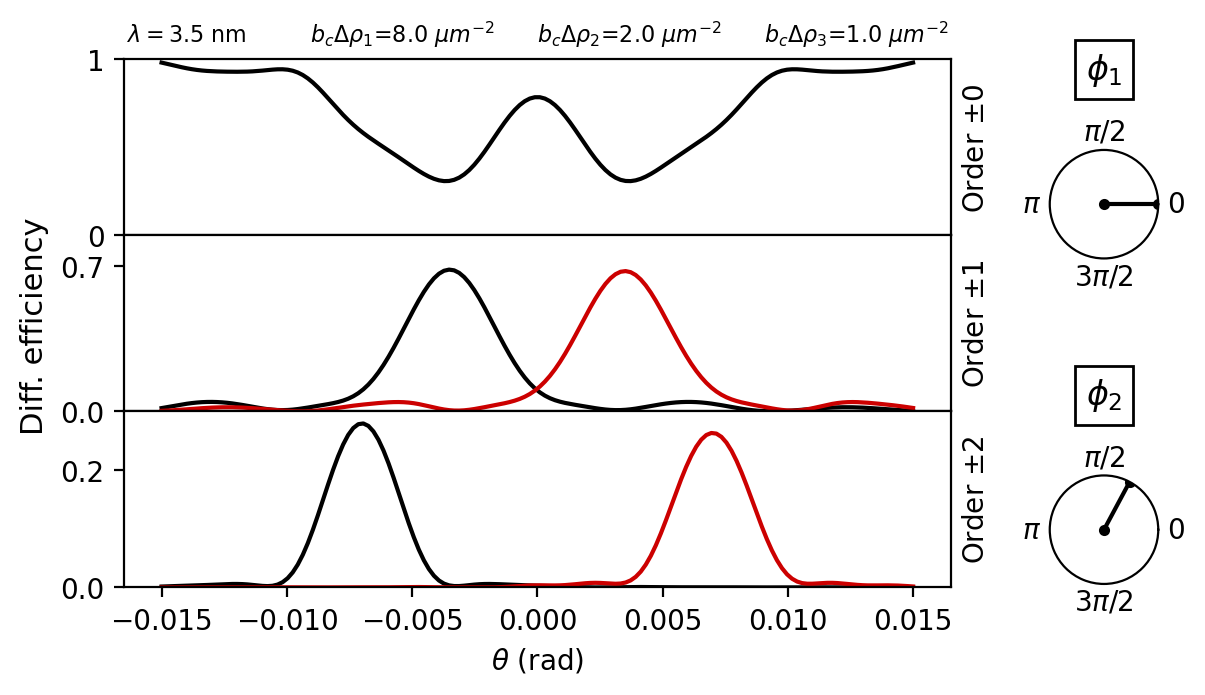 λ = 3.5 nm b_cΔρ_1=8.0 μm^{-2} b_cΔρ_2=2.0 μm^{-2} b_cΔρ_3=1.0 μm^{-2}
1
0
Order ±0
Diff. efficiency
0.7
0.0
Order ±1
0.2
0.0
Order ±2
−0.015 −0.010 −0.005 0.000 0.005 0.010 0.015
θ (rad)
ϕ_1
π/2
π 0
3π/2
ϕ_2
π/2
π 0
3π/2